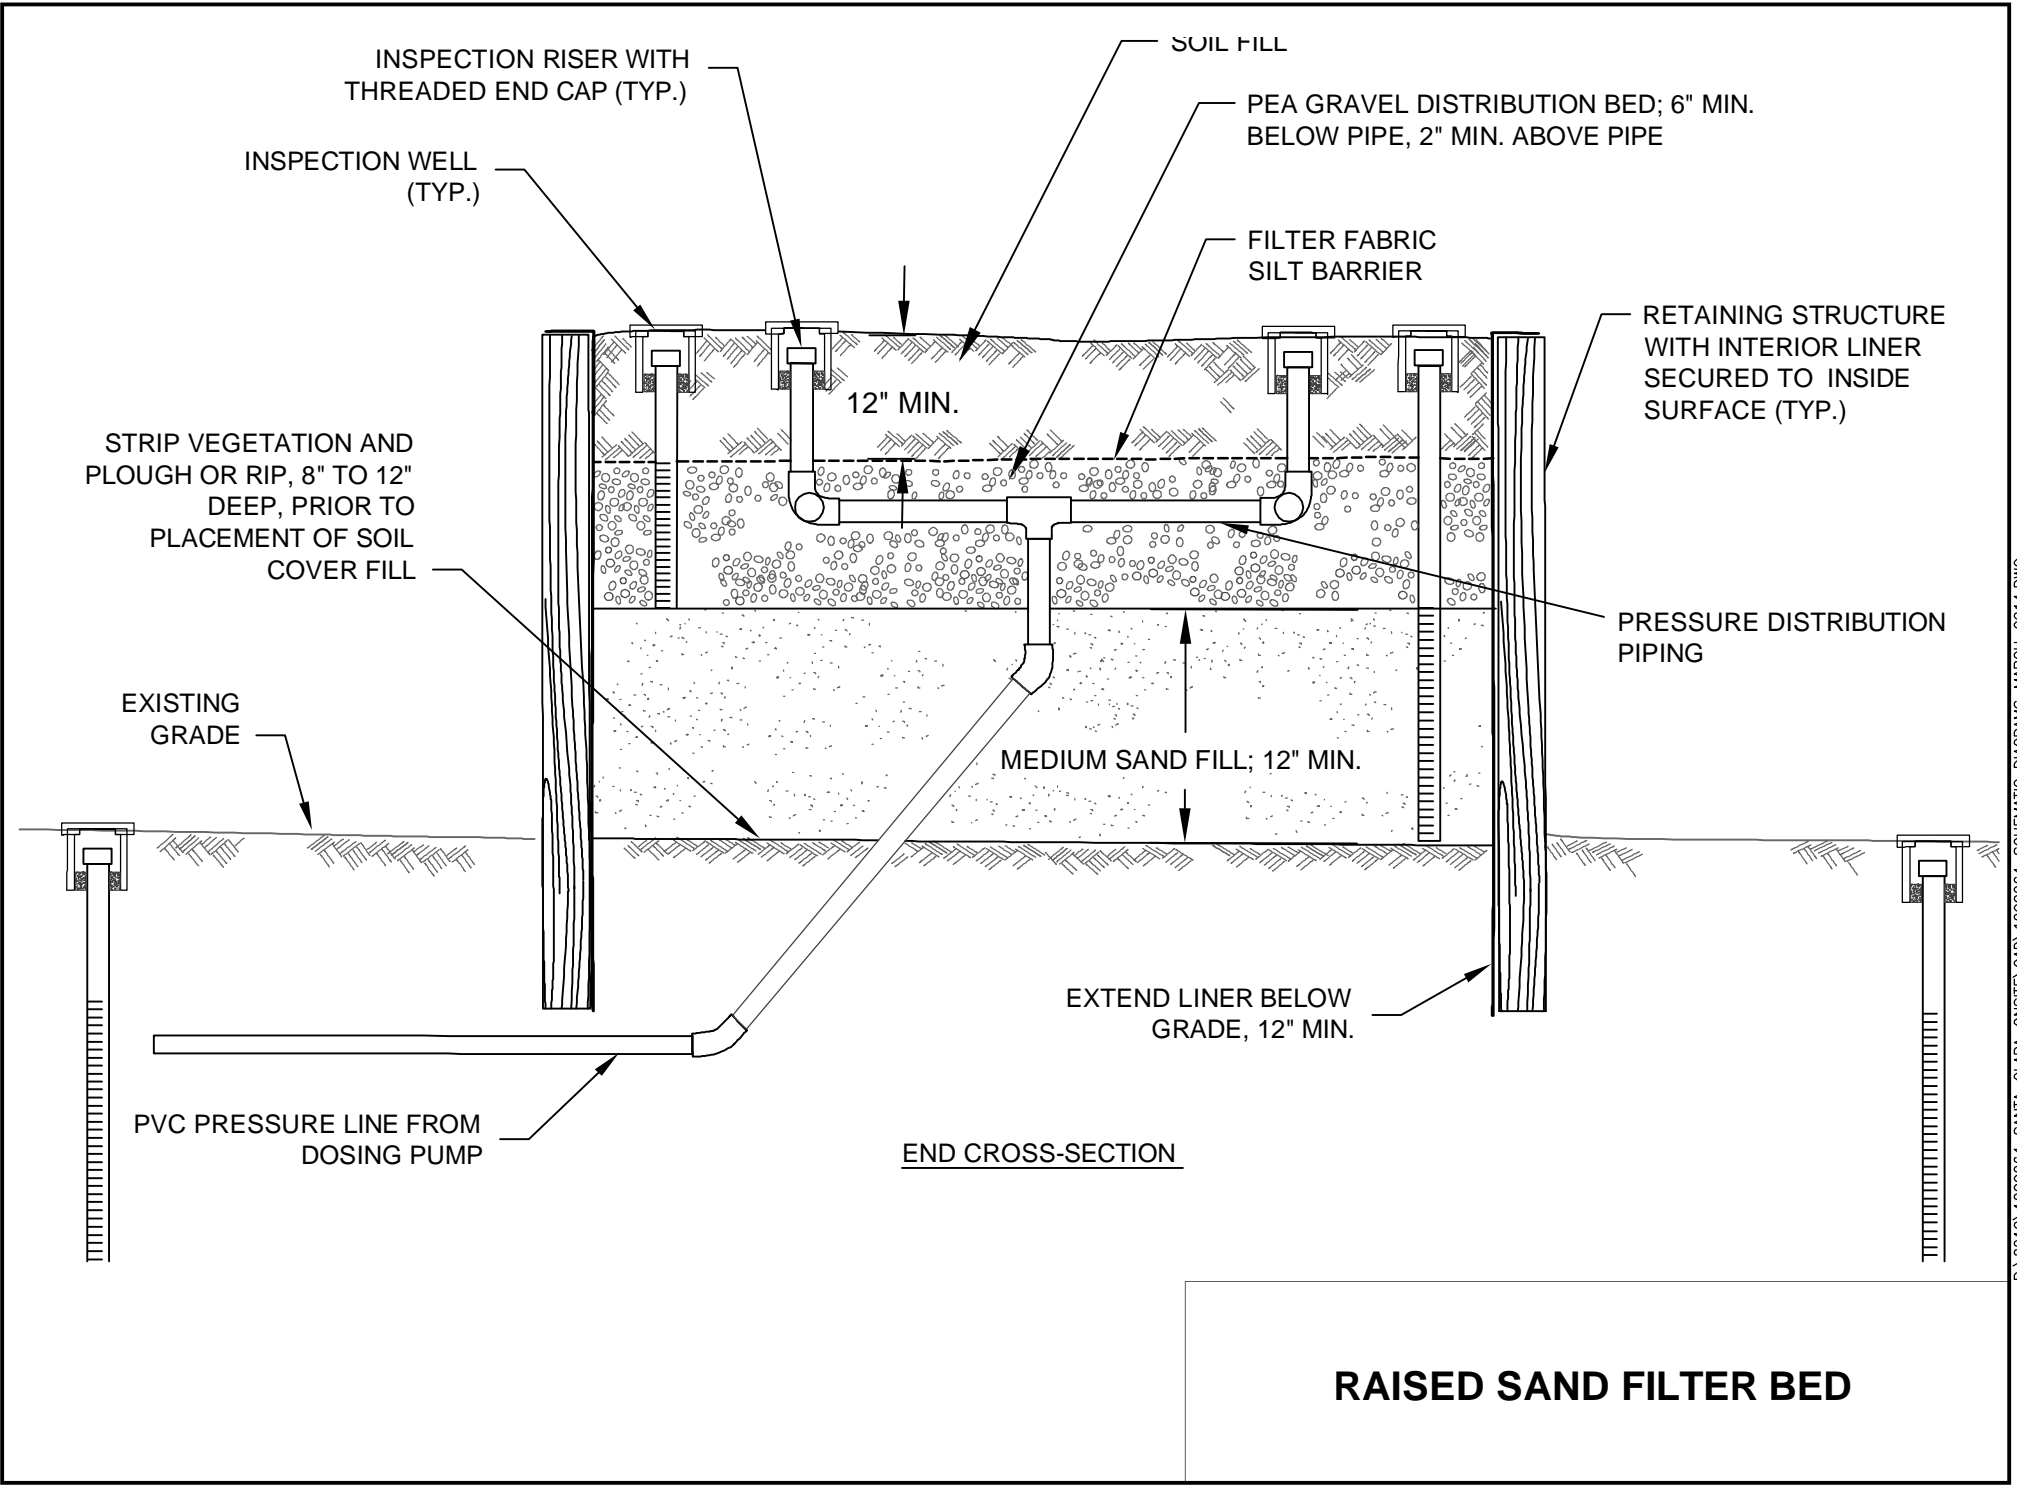 SOIL FILL
INSPECTION RISER WITH
THREADED END CAP (TYP.)
PEA GRAVEL DISTRIBUTION BED; 6" MIN.
BELOW PIPE, 2" MIN. ABOVE PIPE
INSPECTION WELL
(TYP.)
FILTER FABRIC
SILT BARRIER
RETAINING STRUCTURE
WITH INTERIOR LINER
SECURED TO INSIDE
SURFACE (TYP.)
12" MIN.
STRIP VEGETATION AND
PLOUGH OR RIP, 8" TO 12"
DEEP, PRIOR TO
PLACEMENT OF SOIL
COVER FILL
PRESSURE DISTRIBUTION
PIPING
EXISTING
GRADE
MEDIUM SAND FILL; 12" MIN.
EXTEND LINER BELOW
GRADE, 12" MIN.
PVC PRESSURE LINE FROM
DOSING PUMP
END CROSS-SECTION
RAISED SAND FILTER BED